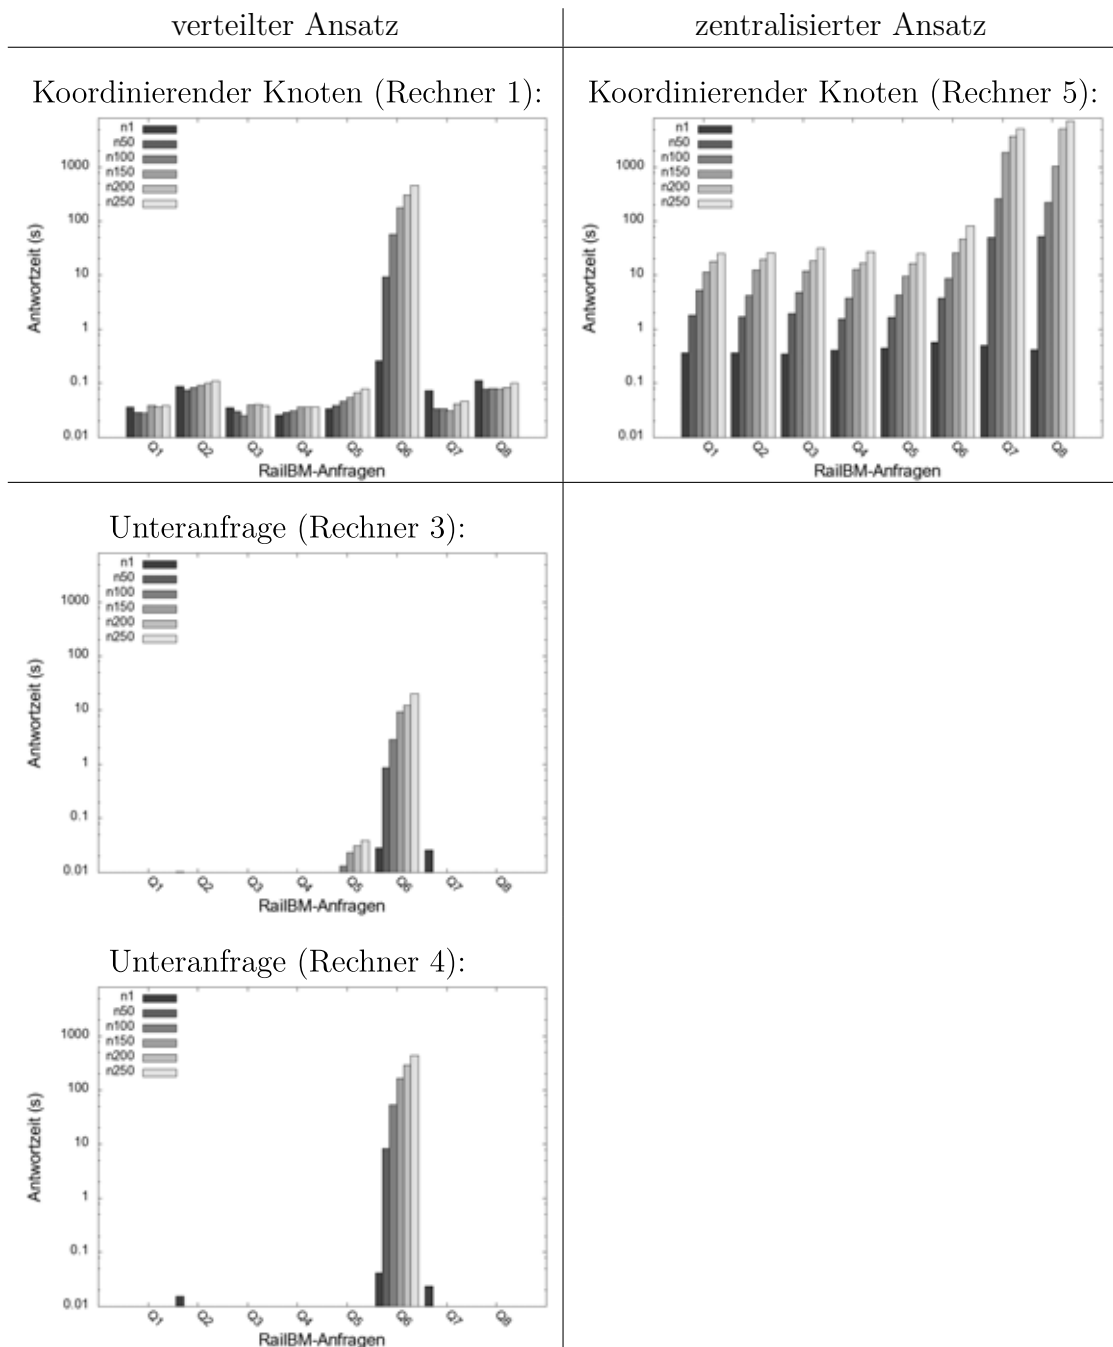 verteilter Ansatz
zentralisierter Ansatz
Koordinierender Knoten (Rechner 1):
n1
n50
n100
n150
n200
n250
1000
100
10
1
0.1
0.01
Antwortzeit (s)
Q1 Q2 Q3 Q4 Q5 Q6 Q7 Q8
RailBM-Anfragen
Koordinierender Knoten (Rechner 5):
n1
n50
n100
n150
n200
n250
1000
100
10
1
0.1
0.01
Antwortzeit (s)
Q1 Q2 Q3 Q4 Q5 Q6 Q7 Q8
RailBM-Anfragen
Unteranfrage (Rechner 3):
n1
n50
n100
n150
n200
n250
1000
100
10
1
0.1
0.01
Antwortzeit (s)
Q1 Q2 Q3 Q4 Q5 Q6 Q7 Q8
RailBM-Anfragen
Unteranfrage (Rechner 4):
n1
n50
n100
n150
n200
n250
1000
100
10
1
0.1
0.01
Antwortzeit (s)
Q1 Q2 Q3 Q4 Q5 Q6 Q7 Q8
RailBM-Anfragen